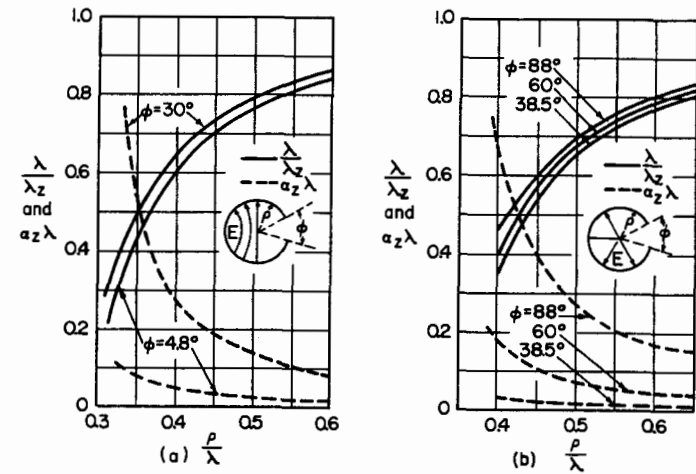 1.0
0.8
0.6
0.4
0.2
0
λ
λz
and
αzλ
φ=30°
λ
λz
αzλ
E
ρ
φ
φ=4.8°
0.3 0.4 0.5 0.6
(a) ρ
λ
1.0
0.8
0.6
0.4
0.2
0
λ
λz
and
αzλ
φ=88°
60°
38.5°
λ
λz
αzλ
E
ρ
φ
φ=88°
60°
38.5°
0.4 0.5 0.6
(b) ρ
λ